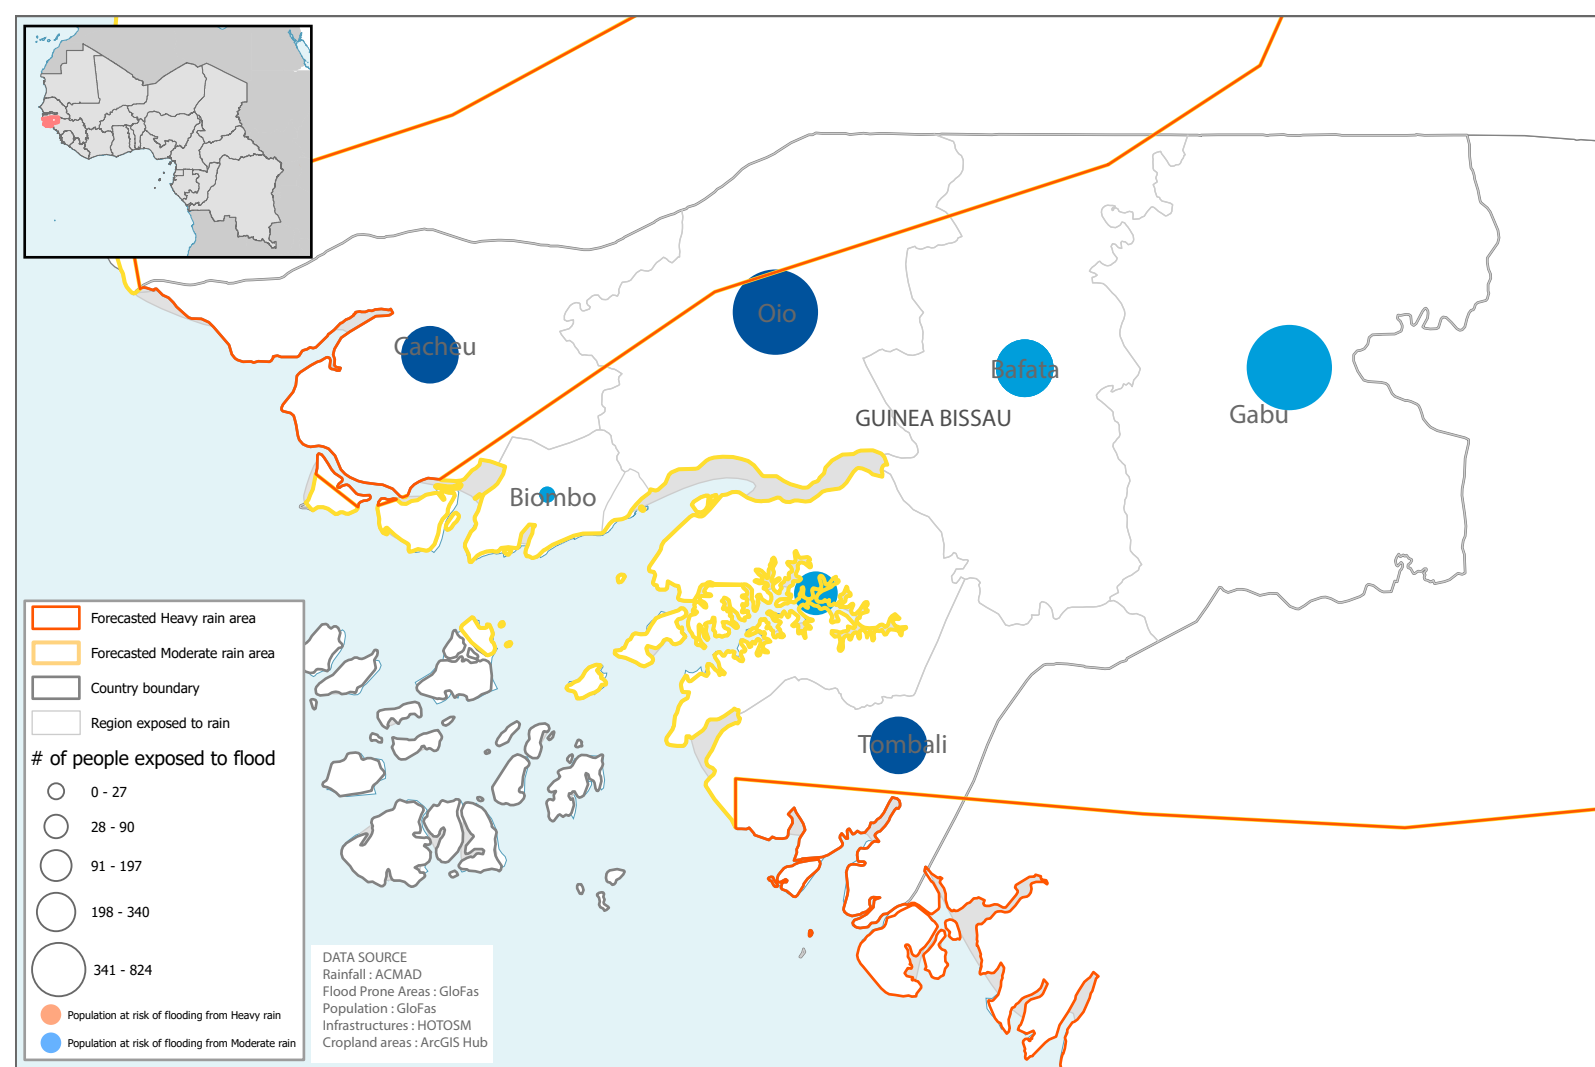 Cacheu
Oio
Bafata
Gabu
GUINEA BISSAU
Biombo
Tombali
Forecasted Heavy rain area
Forecasted Moderate rain area
Country boundary
Region exposed to rain
# of people exposed to flood
0 - 27
28 - 90
91 - 197
198 - 340
341 - 824
Population at risk of flooding from Heavy rain
Population at risk of flooding from Moderate rain
DATA SOURCE
Rainfall : ACMAD
Flood Prone Areas : GloFas
Population : GloFas
Infrastructures : HOTOSM
Cropland areas : ArcGIS Hub